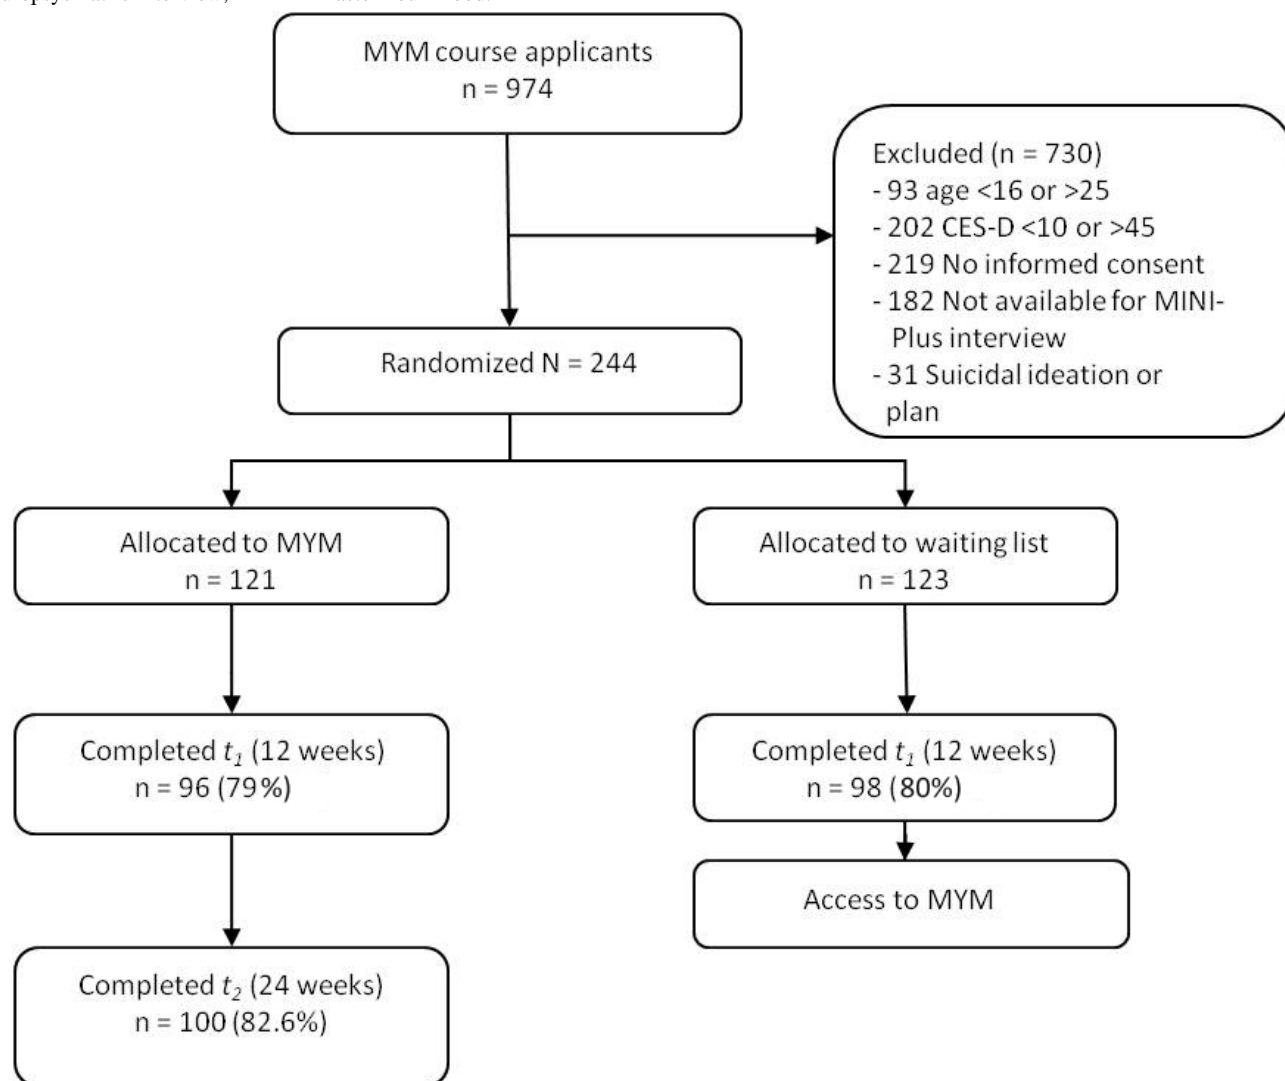 MYM course applicants
n = 974
Excluded (n = 730)
- 93 age <16 or >25
- 202 CES-D <10 or >45
- 219 No informed consent
- 182 Not available for MINI-
Plus interview
- 31 Suicidal ideation or
plan
Randomized N = 244
Allocated to MYM
n = 121
Allocated to waiting list
n = 123
Completed t1 (12 weeks)
n = 96 (79%)
Completed t1 (12 weeks)
n = 98 (80%)
Access to MYM
Completed t2 (24 weeks)
n = 100 (82.6%)